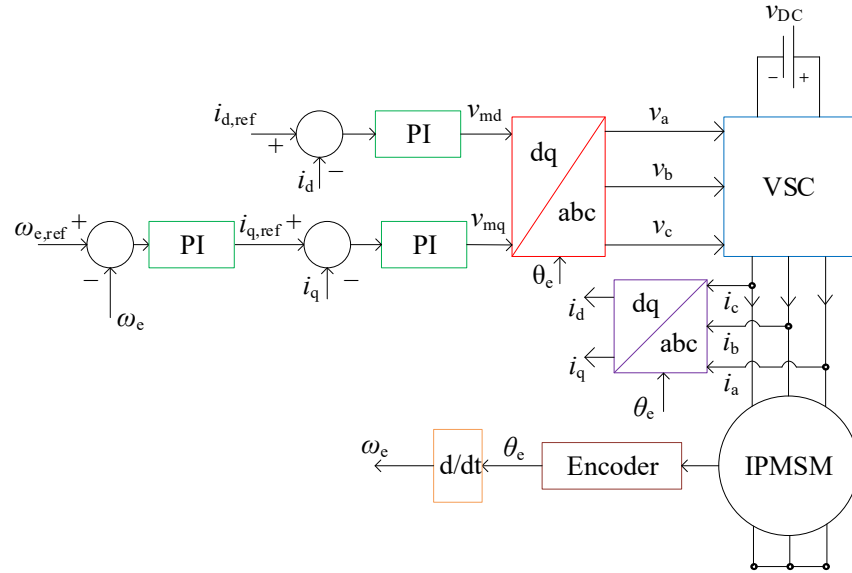 v_DC
− +
i_d,ref
+
−
i_d
PI
v_md
dq
abc
θ_e
v_a
v_b
v_c
VSC
ω_e,ref
+
−
ω_e
PI
i_q,ref
+
−
i_q
PI
v_mq
i_d
i_q
dq
abc
θ_e
i_c
i_b
i_a
ω_e
d/dt
θ_e
Encoder
IPMSM